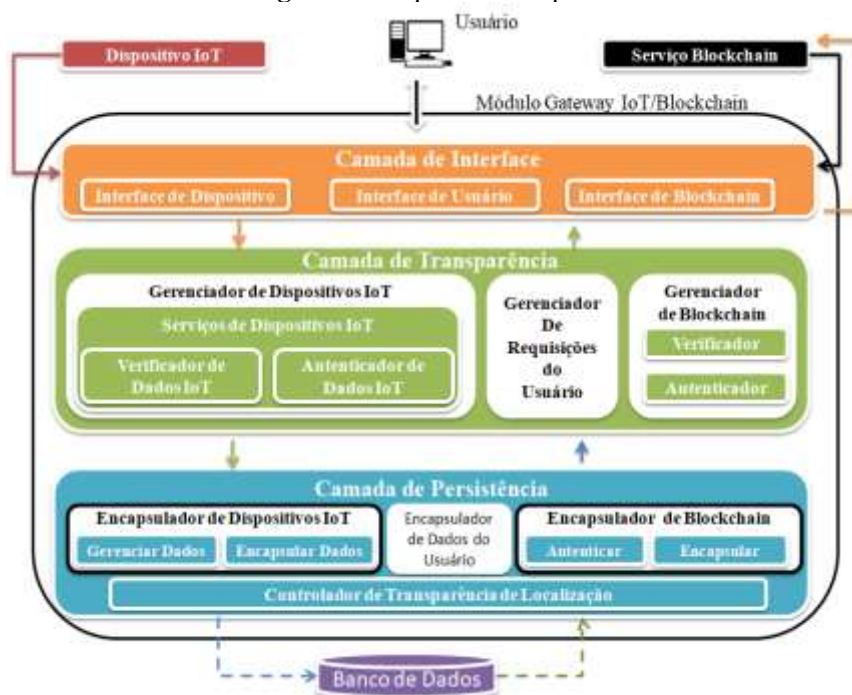 Usuário
Dispositivo IoT
Serviço Blockchain
Módulo Gateway IoT/Blockchain
Camada de Interface
Interface de Dispositivo
Interface de Usuário
Interface de Blockchain
Camada de Transparência
Gerenciador de Dispositivos IoT
Serviços de Dispositivos IoT
Verificador de
Dados IoT
Autenticador de
Dados IoT
Gerenciador
De
Requisições
do
Usuário
Gerenciador
de Blockchain
Verificador
Autenticador
Camada de Persistência
Encapsulador de Dispositivos IoT
Gerenciar Dados
Encapsular Dados
Encapsulador
de Dados do
Usuário
Encapsulador de Blockchain
Autenticar
Encapsular
Controlador de Transparência de Localização
Banco de Dados